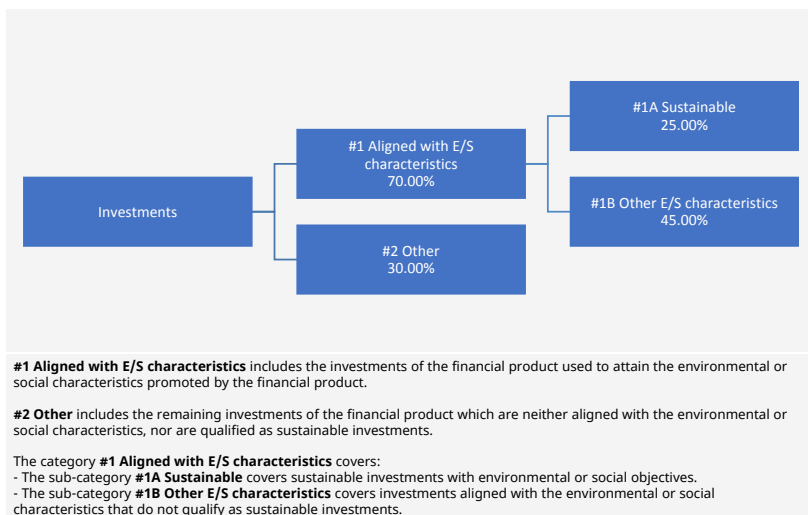 #1A Sustainable
25.00%
#1 Aligned with E/S
characteristics
70.00%
Investments
#1B Other E/S characteristics
45.00%
#2 Other
30.00%
#1 Aligned with E/S characteristics includes the investments of the financial product used to attain the environmental or
social characteristics promoted by the financial product.
#2 Other includes the remaining investments of the financial product which are neither aligned with the environmental or
social characteristics, nor are qualified as sustainable investments.
The category #1 Aligned with E/S characteristics covers:
- The sub-category #1A Sustainable covers sustainable investments with environmental or social objectives.
- The sub-category #1B Other E/S characteristics covers investments aligned with the environmental or social
characteristics that do not qualify as sustainable investments.